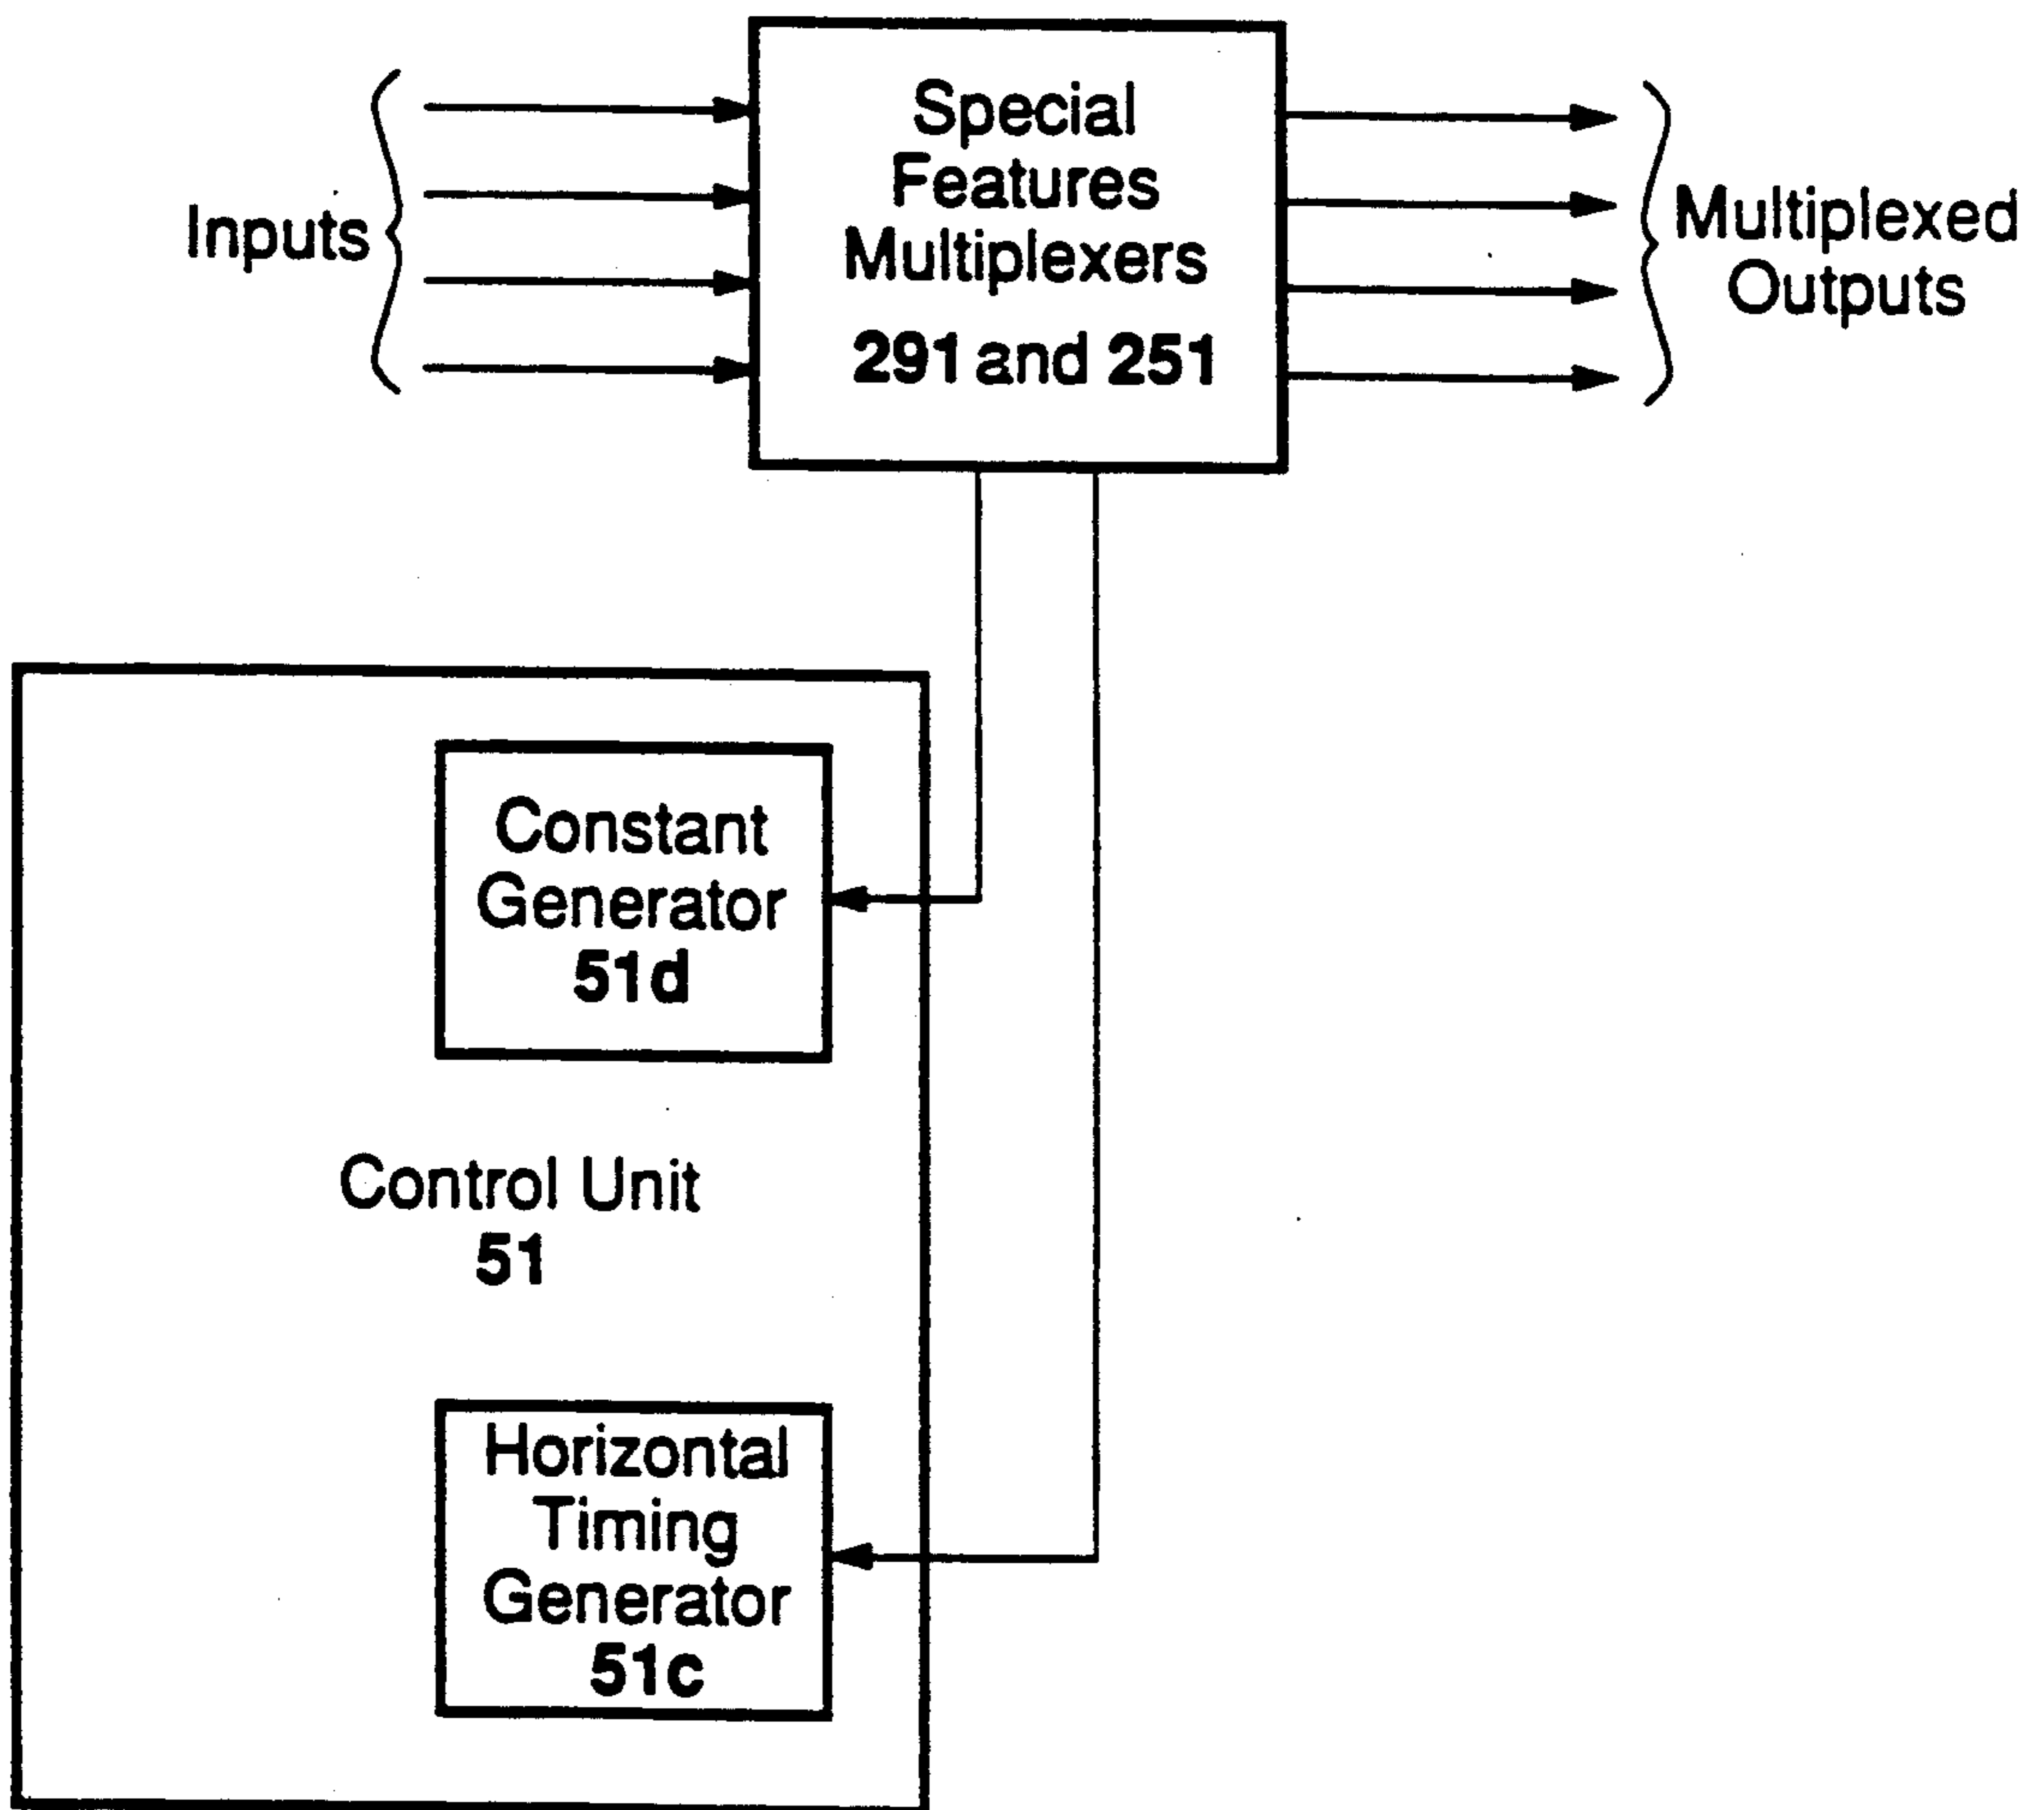 Special
Features
Multiplexers
291 and 251
Inputs
Multiplexed
Outputs
Constant
Generator
51d
Control Unit
51
Horizontal
Timing
Generator
51c